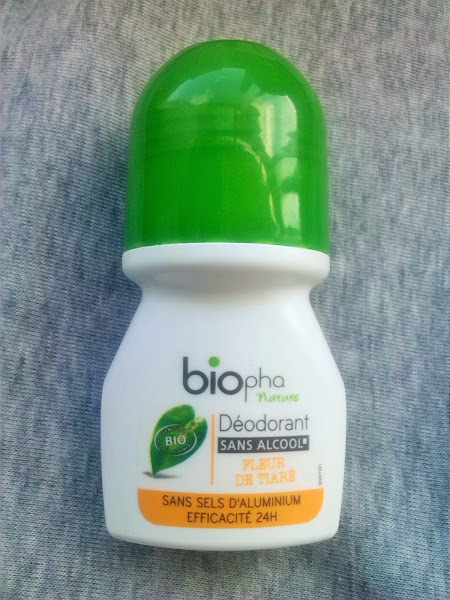 biopha
nature
BIO
Déodorant
SANS ALCOOL
FLEUR
DE TIARÉ
SANS SELS D'ALUMINIUM
EFFICACITÉ 24H